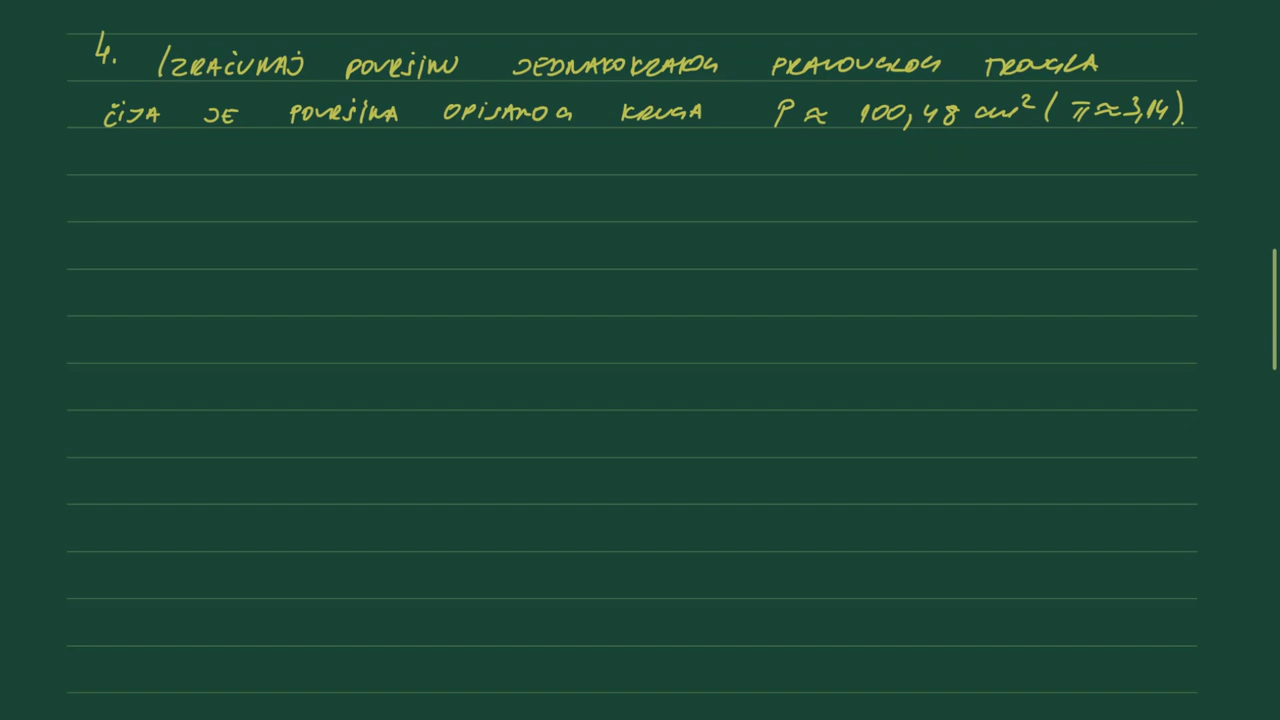 4. IZRAČUNAJ POVRŠINU JEDNAKOKRAKOG PRAVOUGLOG TROUGLA
ČIJA JE POVRŠINA OPISANOG KRUGA P ≈ 100,48 cm² (π≈3,14).